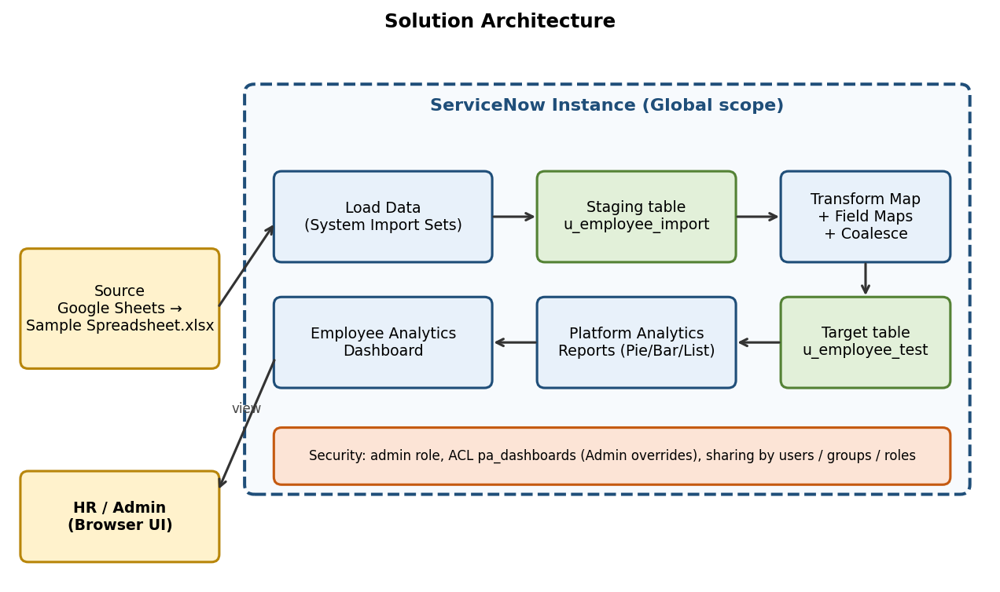 Solution Architecture
ServiceNow Instance (Global scope)
Load Data
(System Import Sets)
Staging table
u_employee_import
Transform Map
+ Field Maps
+ Coalesce
Source
Google Sheets →
Sample Spreadsheet.xlsx
Employee Analytics
Dashboard
Platform Analytics
Reports (Pie/Bar/List)
Target table
u_employee_test
view
Security: admin role, ACL pa_dashboards (Admin overrides), sharing by users / groups / roles
HR / Admin
(Browser UI)